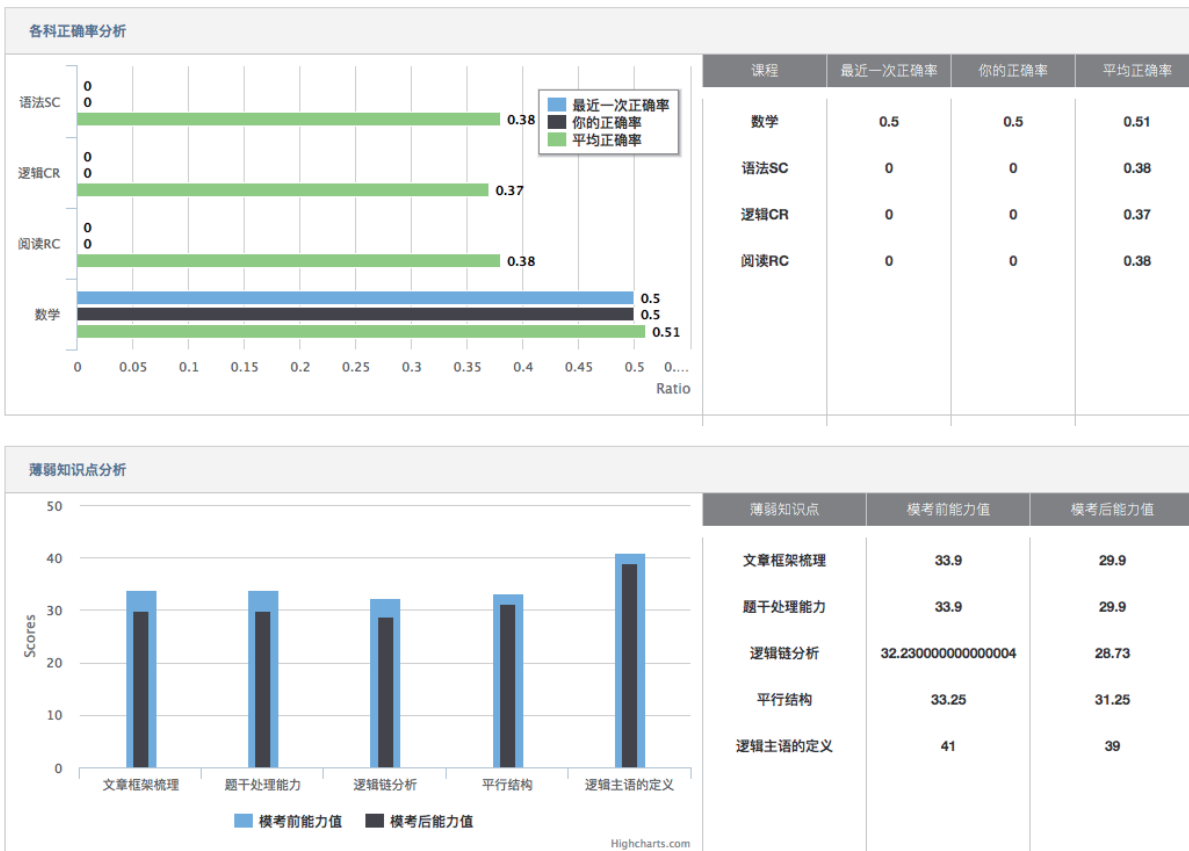 各科正确率分析
语法SC
0
0
0.38
逻辑CR
0
0
0.37
阅读RC
0
0
0.38
数学
0.5
0.5
0.51
最近一次正确率
你的正确率
平均正确率
0 0.05 0.1 0.15 0.2 0.25 0.3 0.35 0.4 0.45 0.5 0....
Ratio
课程 最近一次正确率 你的正确率 平均正确率
数学 0.5 0.5 0.51
语法SC 0 0 0.38
逻辑CR 0 0 0.37
阅读RC 0 0 0.38
薄弱知识点分析
50
40
30
20
10
0
Scores
文章框架梳理 题干处理能力 逻辑链分析 平行结构 逻辑主语的定义
模考前能力值 模考后能力值
Highcharts.com
薄弱知识点 模考前能力值 模考后能力值
文章框架梳理 33.9 29.9
题干处理能力 33.9 29.9
逻辑链分析 32.230000000000004 28.73
平行结构 33.25 31.25
逻辑主语的定义 41 39